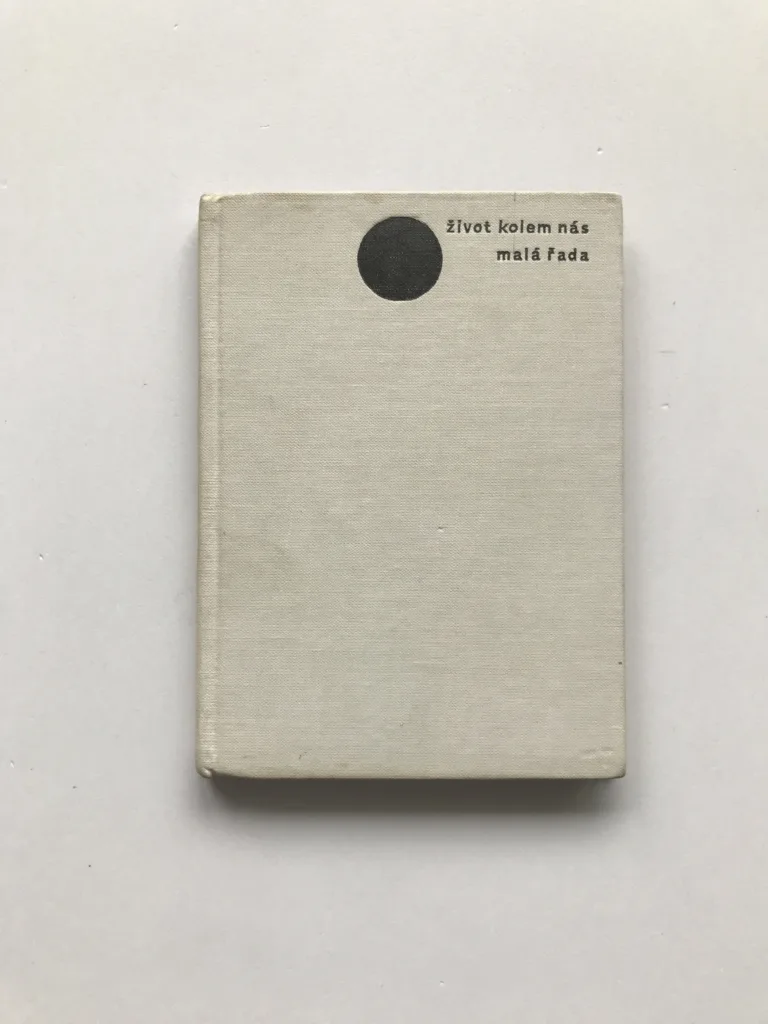 život kolem nás
malá řada